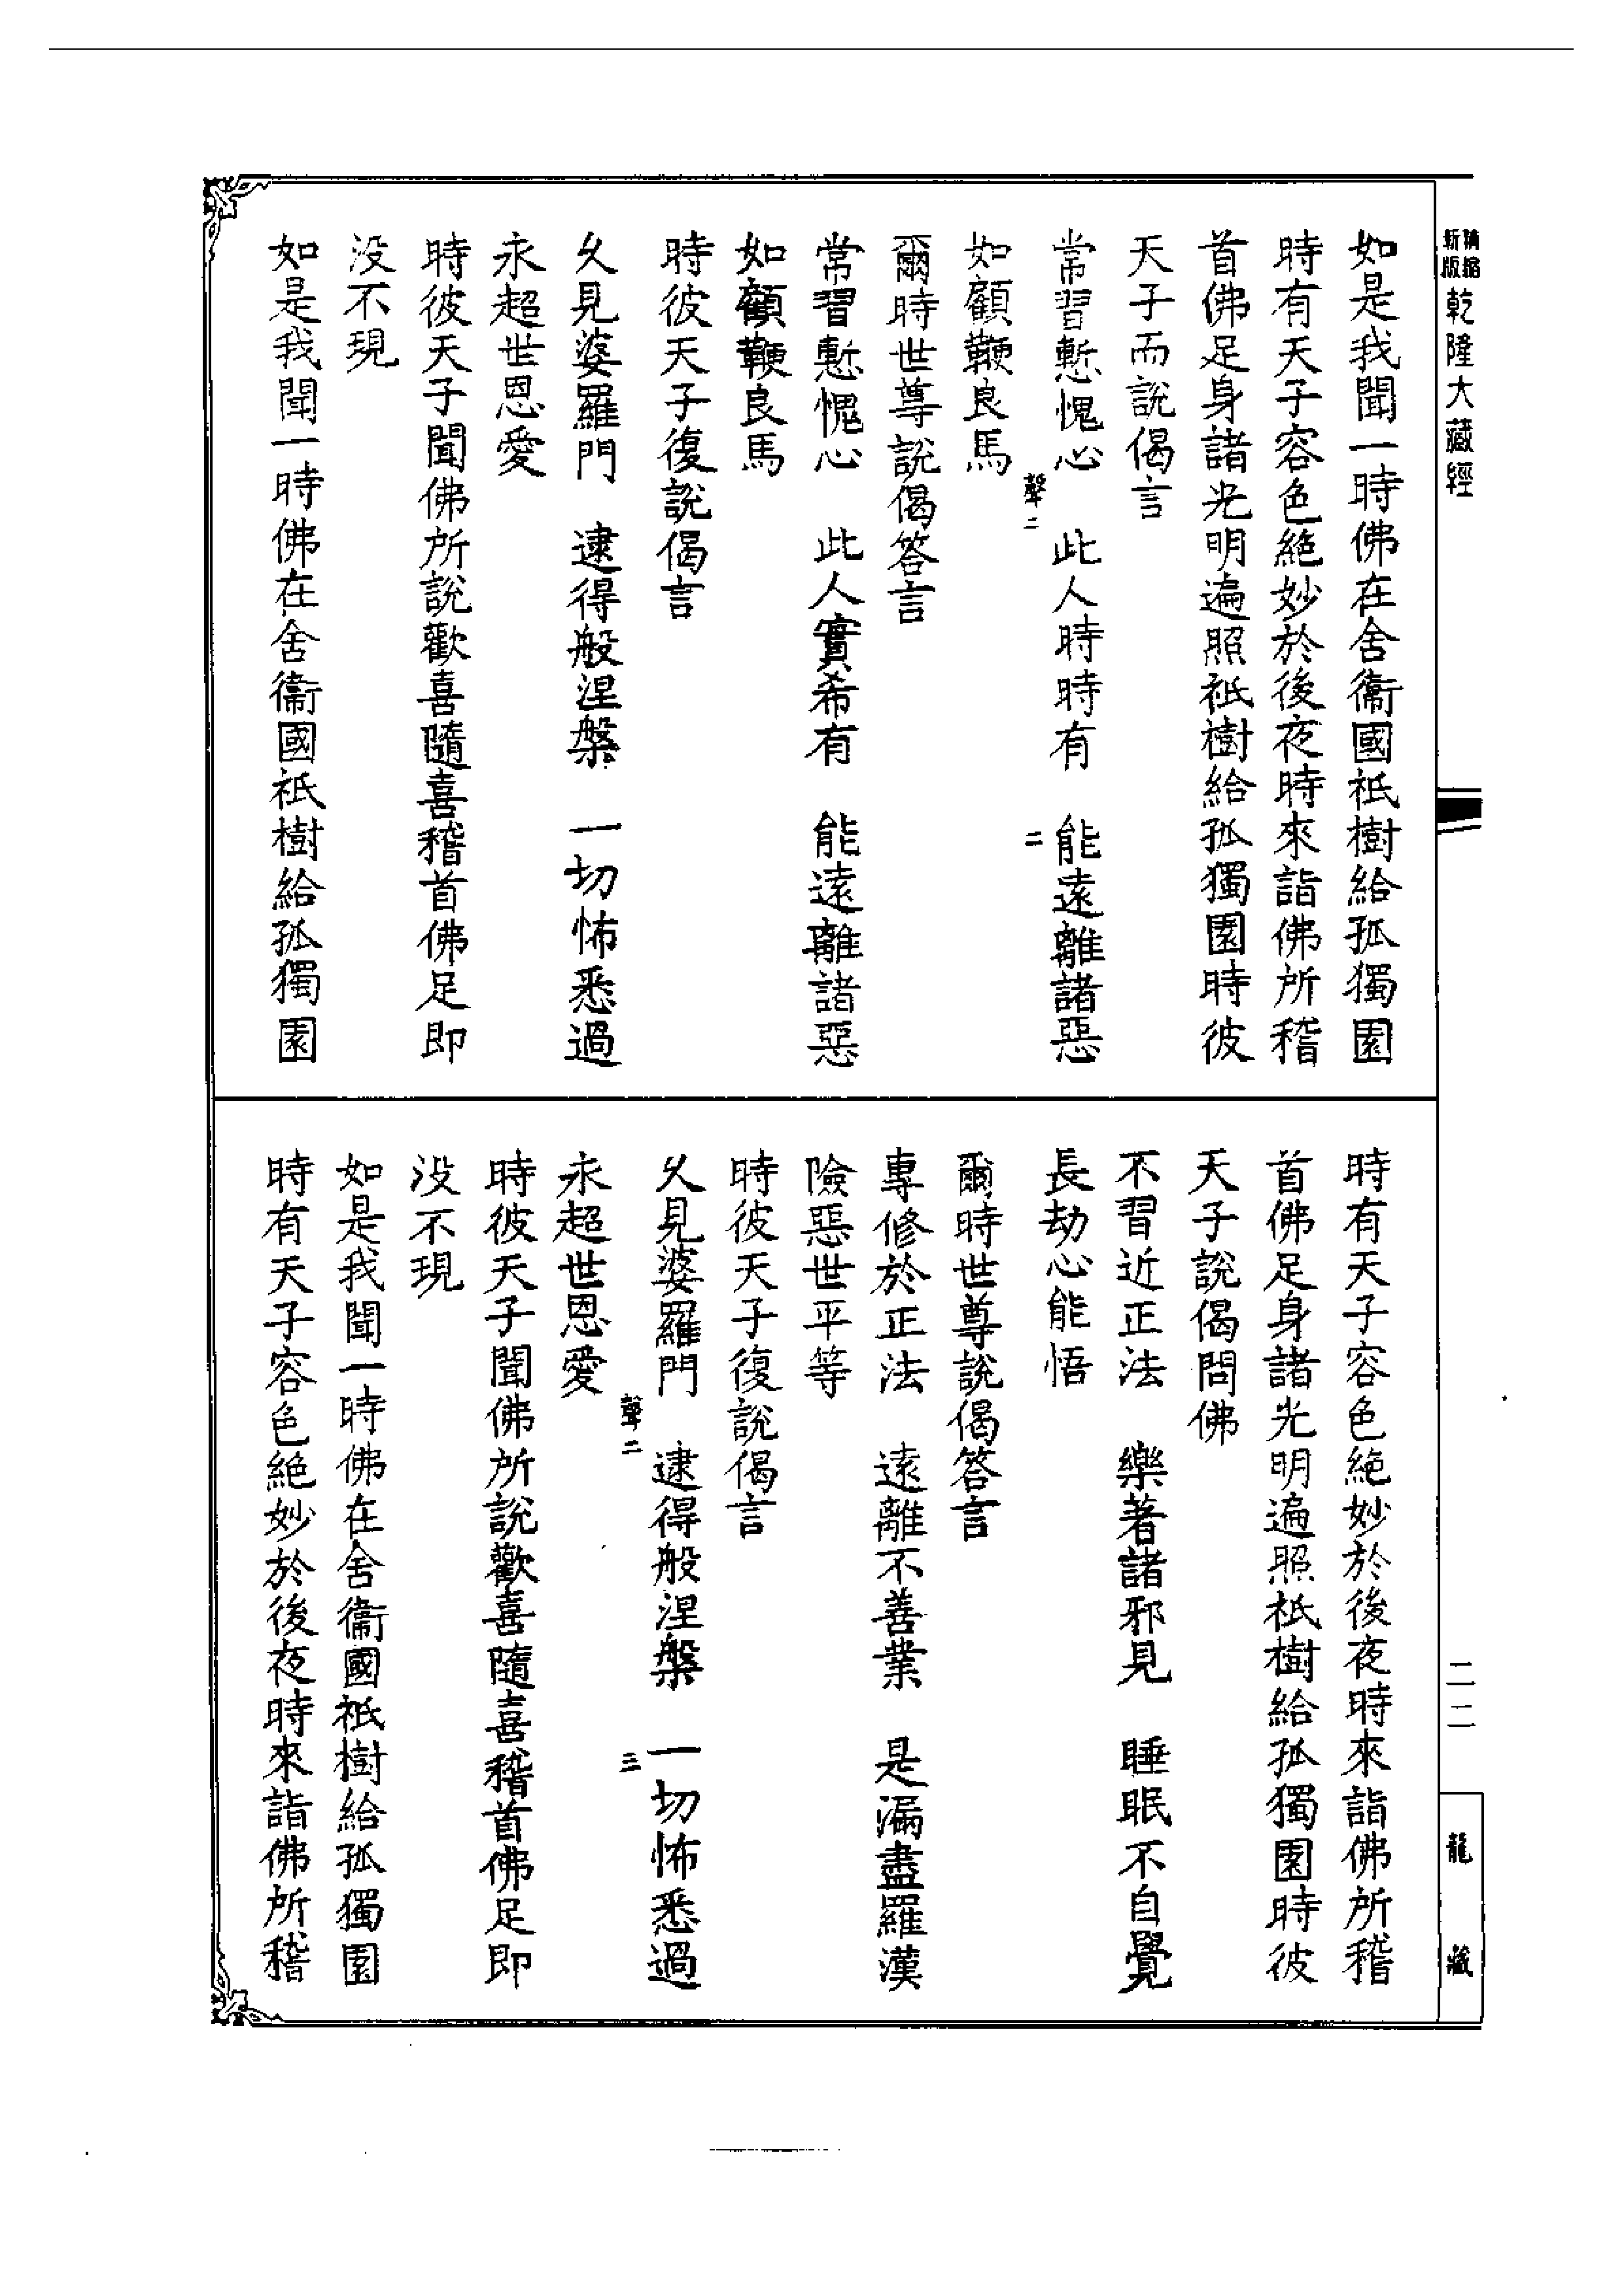 精縮
新版
乾隆大藏經
如是我聞一時佛在舍衞國祇樹給孤獨園
時有天子容色絶妙於後夜時來詣佛所稽
首佛足身諸光明遍照祇樹給孤獨園時彼
天子而說偈言
常習慙愧心　此人時時有　能遠離諸惡
聲二　二
如顧鞭良馬
爾時世尊說偈答言
常習慙愧心　此人實希有　能遠離諸惡
如顧鞭良馬
時彼天子復說偈言
久見婆羅門　逮得般涅槃　一切怖悉過
永超世恩愛
時彼天子聞佛所說歡喜隨喜稽首佛足即
没不現
如是我聞一時佛在舍衞國祇樹給孤獨園
時有天子容色絶妙於後夜時來詣佛所稽
首佛足身諸光明遍照祇樹給孤獨園時彼
天子說偈問佛
不習近正法　樂著諸邪見　睡眠不自覺
長劫心能悟
爾時世尊說偈答言
專修於正法　遠離不善業　是漏盡羅漢
險惡世平等
時彼天子復說偈言
久見婆羅門　逮得般涅槃　一切怖悉過
聲二　三
永超世恩愛
時彼天子聞佛所說歡喜隨喜稽首佛足即
没不現
如是我聞一時佛在舍衞國祇樹給孤獨園
時有天子容色絶妙於後夜時來詣佛所稽
二二
龍藏